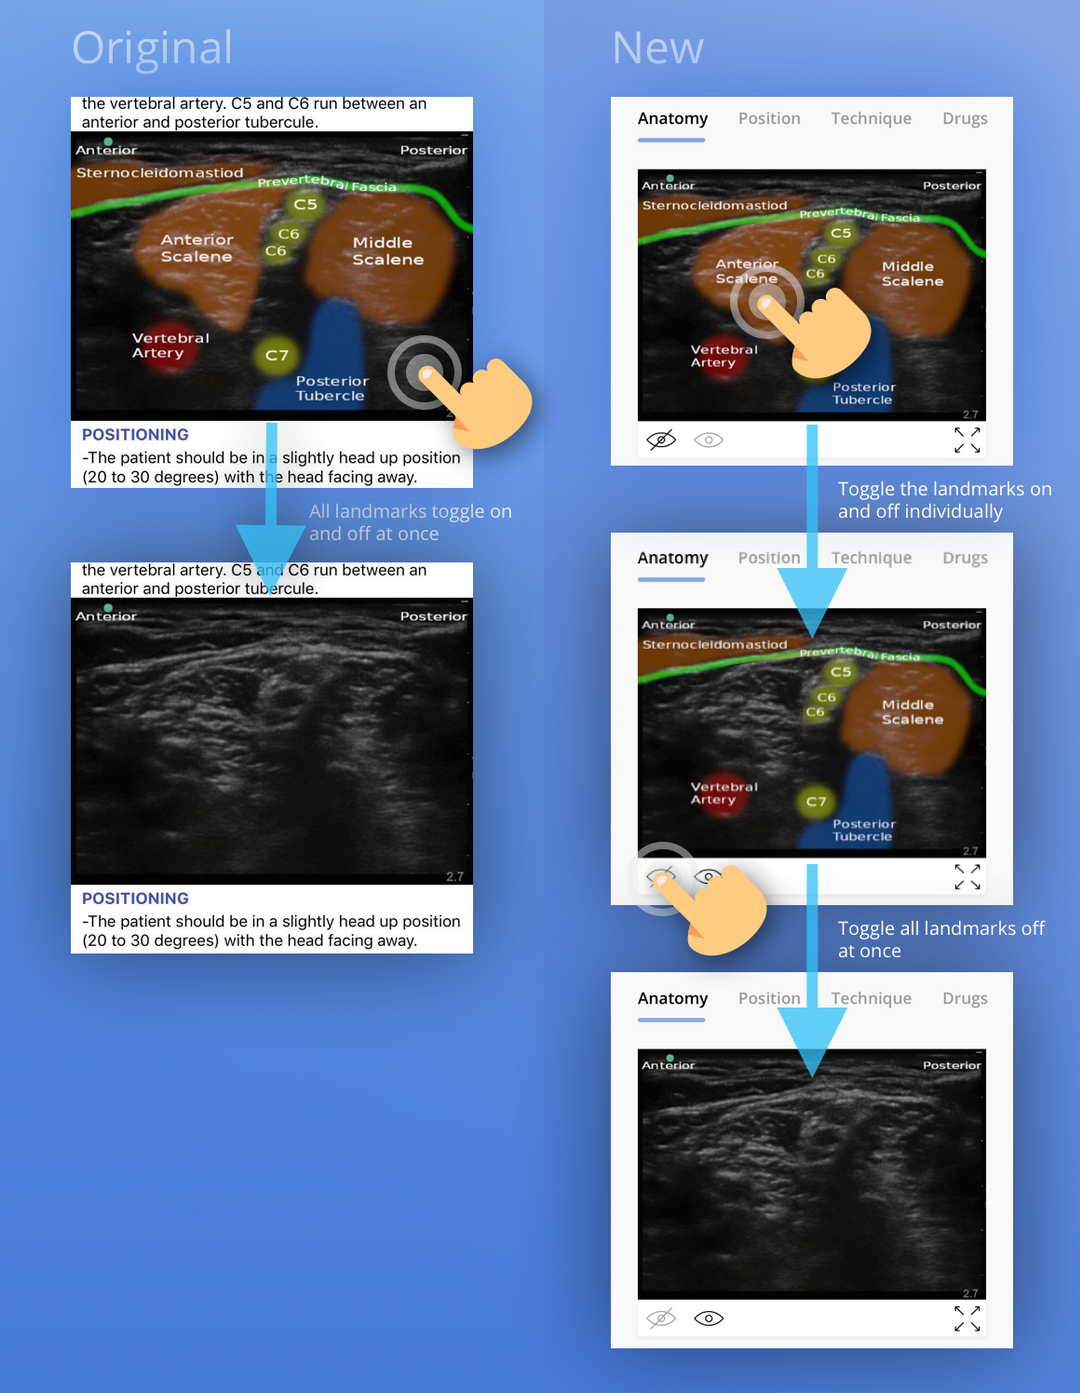 Original
the vertebral artery. C5 and C6 run between an
anterior and posterior tubercule.
Anterior
Posterior
Sternocleidomastiod
Prevertebral Fascia
C5
C6
C6
Anterior
Scalene
Middle
Scalene
Vertebral
Artery
C7
Posterior
Tubercle
POSITIONING
-The patient should be in a slightly head up position
(20 to 30 degrees) with the head facing away.
All landmarks toggle on
and off at once
the vertebral artery. C5 and C6 run between an
anterior and posterior tubercule.
Anterior
Posterior
2.7
POSITIONING
-The patient should be in a slightly head up position
(20 to 30 degrees) with the head facing away.
New
Anatomy Position Technique Drugs
Anterior
Posterior
Sternocleidomastiod
Prevertebral Fascia
C5
C6
C6
Anterior
Scalene
Middle
Scalene
Vertebral
Artery
Posterior
Tubercle
2.7
Toggle the landmarks on
and off individually
Anatomy Position Technique Drugs
Anterior
Posterior
Sternocleidomastiod
Prevertebral Fascia
C5
C6
C6
Middle
Scalene
Vertebral
Artery
C7
Posterior
Tubercle
2.7
Toggle all landmarks off
at once
Anatomy Position Technique Drugs
Anterior
Posterior
2.7